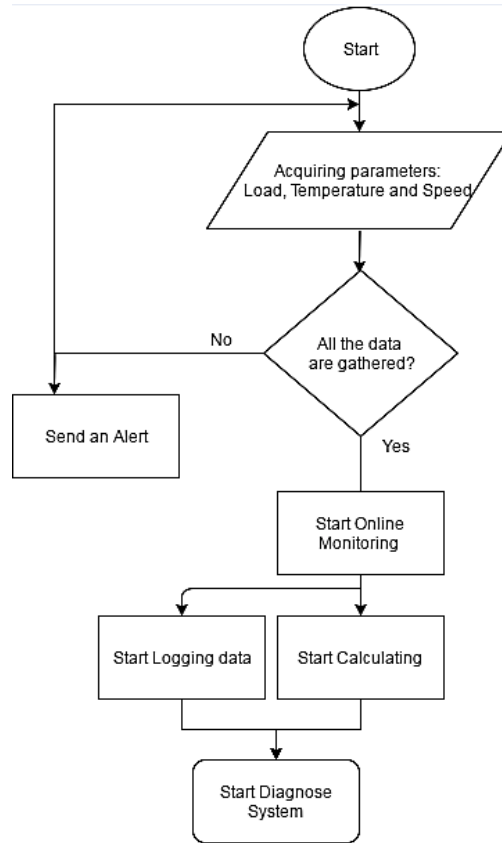 Start
Acquiring parameters:
Load, Temperature and Speed
All the data
are gathered?
No
Send an Alert
Yes
Start Online
Monitoring
Start Logging data
Start Calculating
Start Diagnose
System